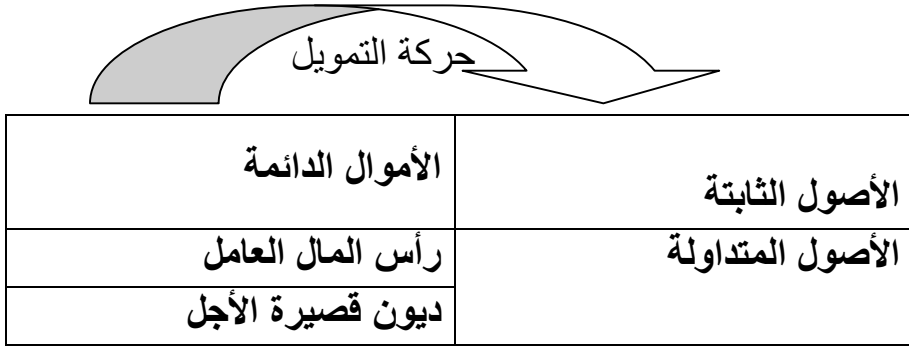 حركة التمويل
الأموال الدائمة
الأصول الثابتة
رأس المال العامل
الأصول المتداولة
ديون قصيرة الأجل